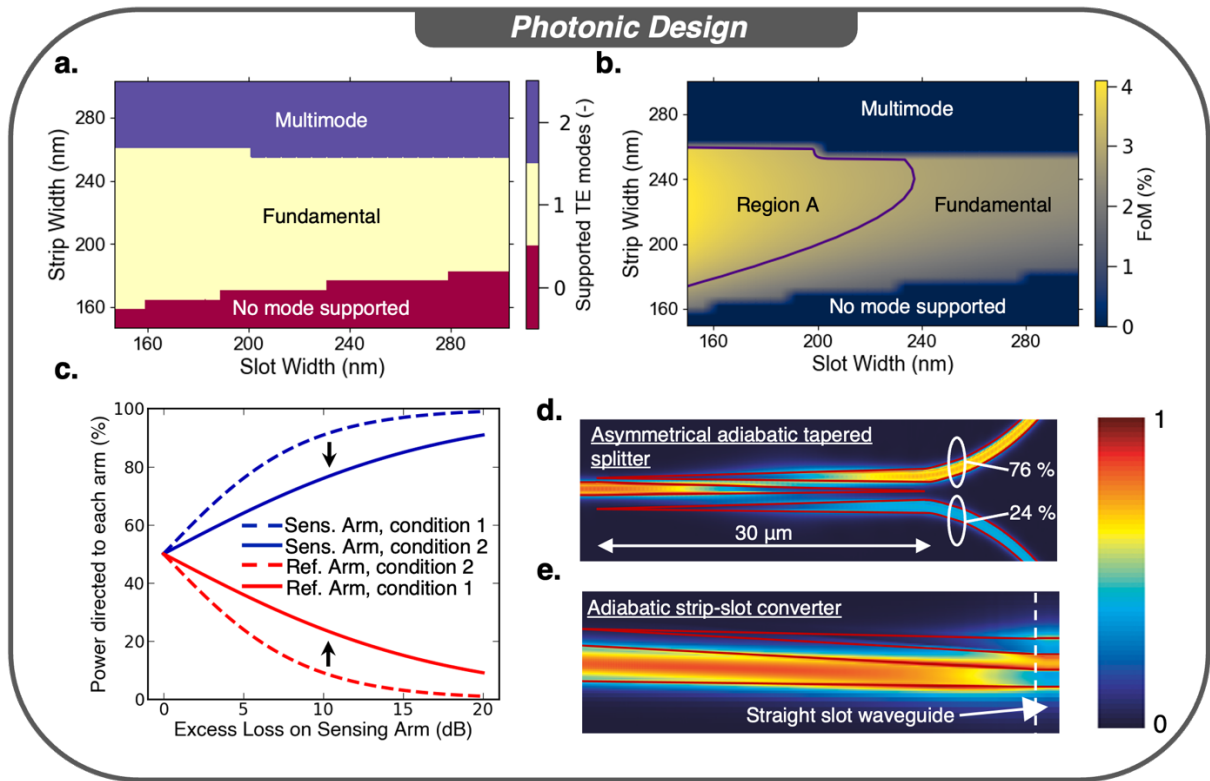 Photonic Design
a.
Strip Width (nm)
280
240
200
160
Multimode
Fundamental
No mode supported
160
200
240
280
Slot Width (nm)
2
1
0
Supported TE modes (-)
b.
Strip Width (nm)
280
240
200
160
Multimode
Region A
Fundamental
No mode supported
160
200
240
280
Slot Width (nm)
4
3
2
1
0
FoM (%)
c.
Power directed to each arm (%)
100
80
60
40
20
0
Sens. Arm, condition 1
Sens. Arm, condition 2
Ref. Arm, condition 2
Ref. Arm, condition 1
0
5
10
15
20
Excess Loss on Sensing Arm (dB)
d.
Asymmetrical adiabatic tapered
splitter
76 %
24 %
30 µm
e.
Adiabatic strip-slot converter
Straight slot waveguide
1
0